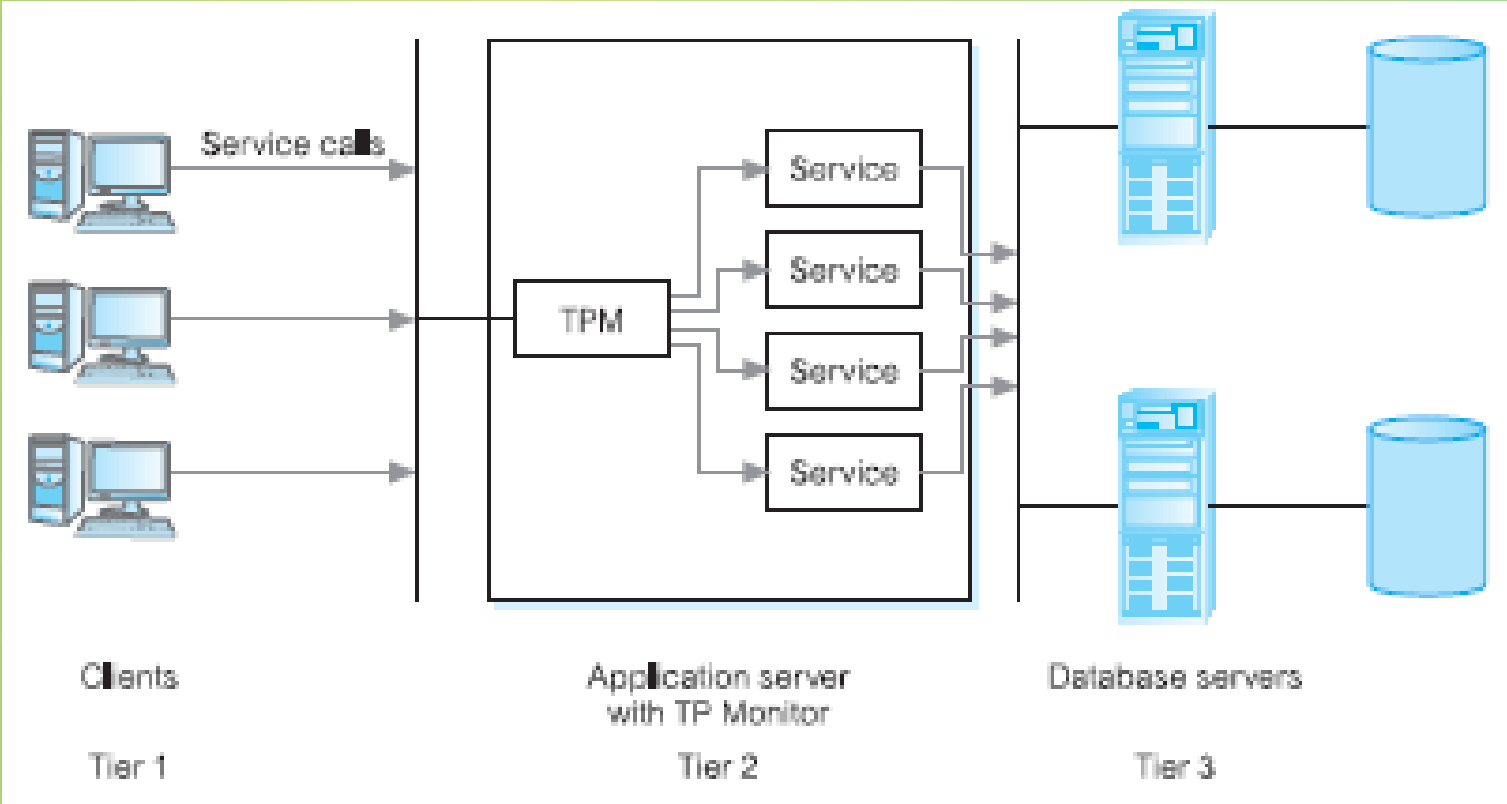 Service calls
Service
Service
TPM
Service
Service
Clients
Application server
with TP Monitor
Database servers
Tier 1
Tier 2
Tier 3